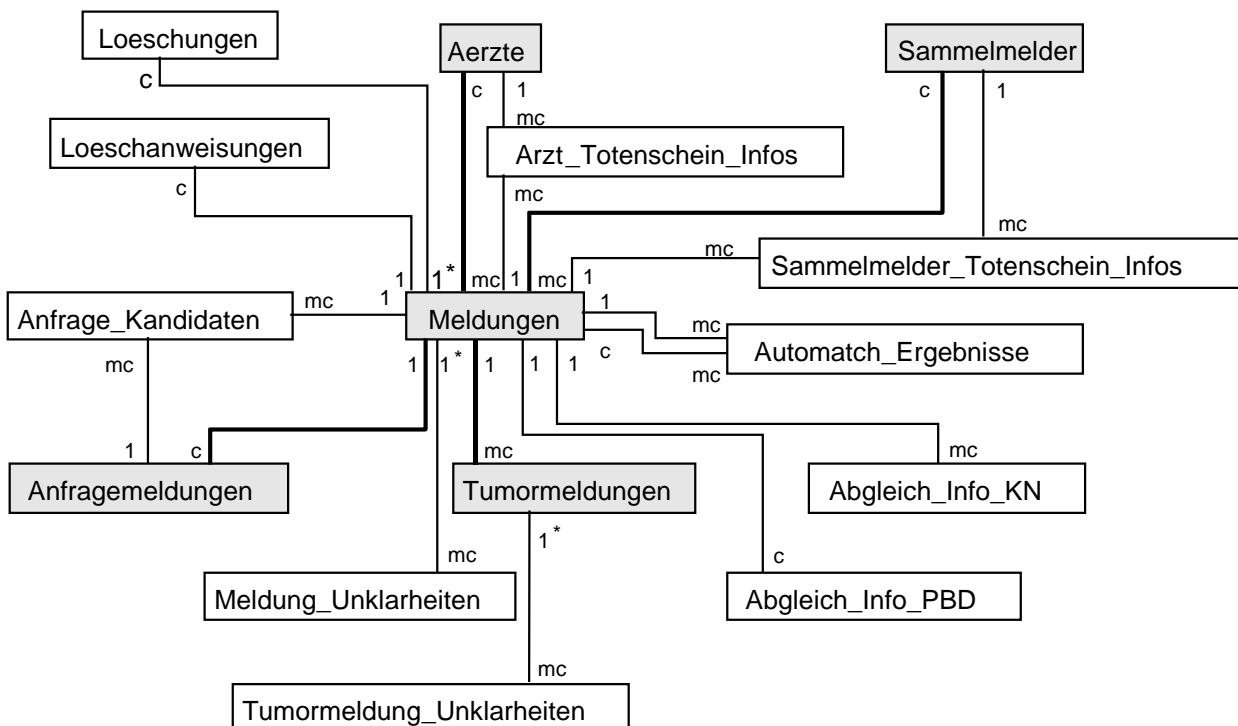 Loeschungen
Aerzte
Sammelmelder
c
c
1
c
1
Loeschanweisungen
mc
Arzt_Totenschein_Infos
c
mc
mc
mc
Sammelmelder_Totenschein_Infos
1
1*
mc
1
mc
1
Anfrage_Kandidaten
mc
1
Meldungen
1
mc
Automatch_Ergebnisse
c
mc
mc
1
1*
1
1
1
1
c
mc
mc
Anfragemeldungen
Tumormeldungen
Abgleich_Info_KN
1*
mc
c
Meldung_Unklarheiten
Abgleich_Info_PBD
mc
Tumormeldung_Unklarheiten